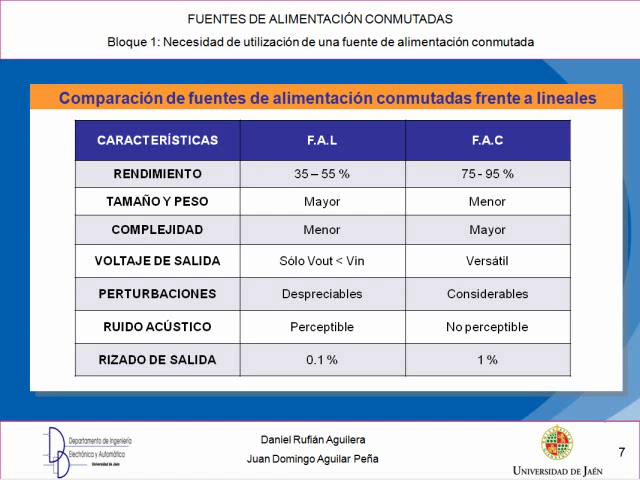 FUENTES DE ALIMENTACIÓN CONMUTADAS
Bloque 1: Necesidad de utilización de una fuente de alimentación conmutada
Comparación de fuentes de alimentación conmutadas frente a lineales
CARACTERÍSTICAS F.A.L F.A.C
RENDIMIENTO 35 – 55 % 75 - 95 %
TAMAÑO Y PESO Mayor Menor
COMPLEJIDAD Menor Mayor
VOLTAJE DE SALIDA Sólo Vout < Vin Versátil
PERTURBACIONES Despreciables Considerables
RUIDO ACÚSTICO Perceptible No perceptible
RIZADO DE SALIDA 0.1 % 1 %
Departamento de Ingeniería
Electrónica y Automática
Universidad de Jaén
Daniel Rufián Aguilera
Juan Domingo Aguilar Peña
UNIVERSIDAD DE JAÉN
7